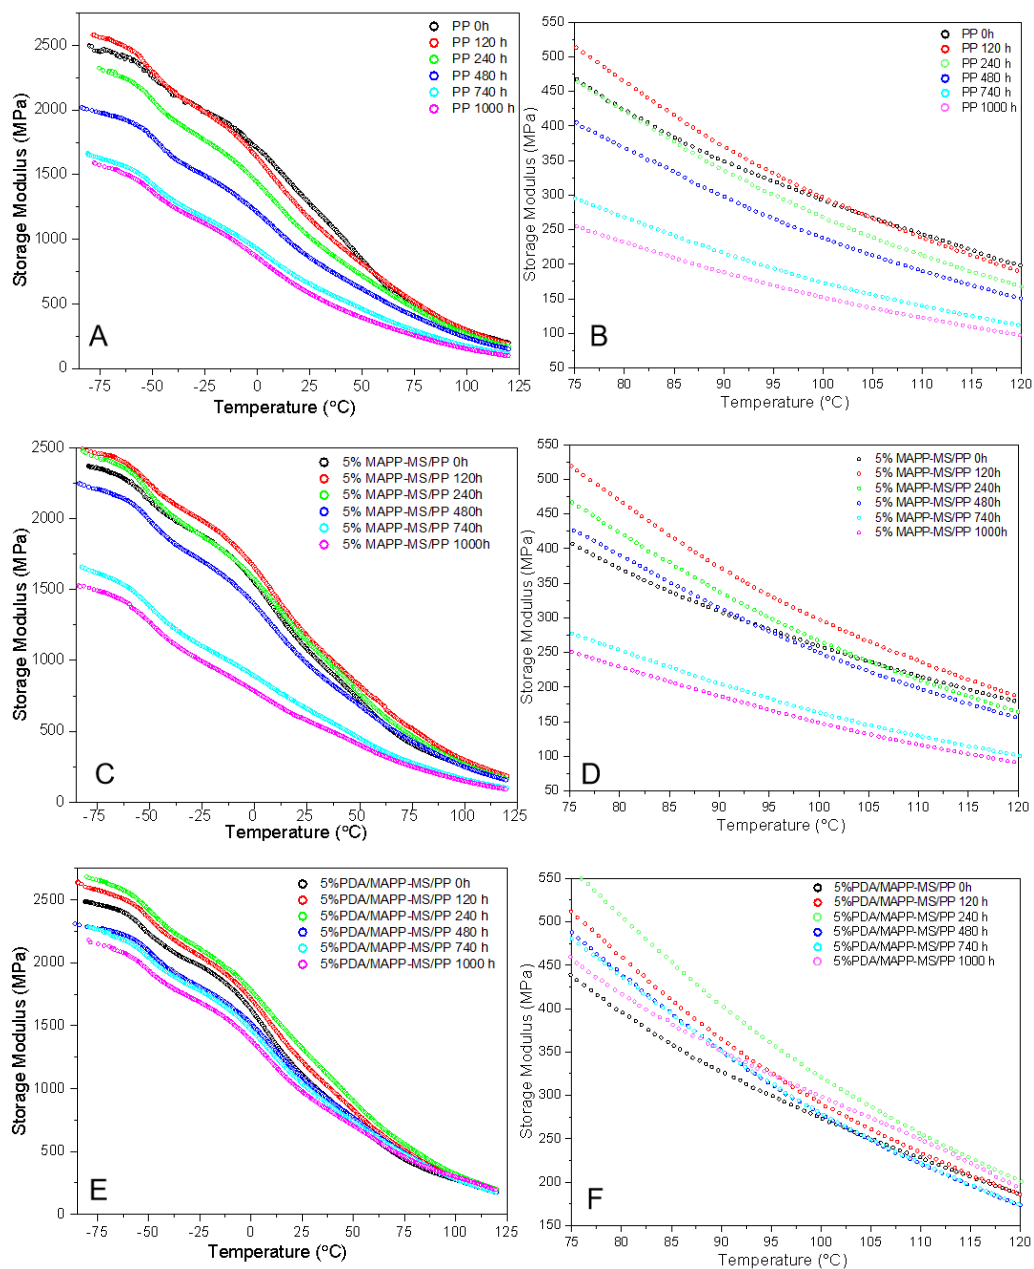 PP 0h
PP 120 h
PP 240 h
PP 480 h
PP 740 h
PP 1000 h
2500
2000
1500
1000
500
0
Storage Modulus (MPa)
A
-75
-50
-25
0
25
50
75
100
120
Temperature (°C)
PP 0h
PP 120 h
PP 240 h
PP 480 h
PP 740 h
PP 1000 h
550
500
450
400
350
300
250
200
150
100
50
Storage Modulus (MPa)
B
75
80
85
90
95
100
105
110
115
120
Temperature (°C)
5% MAPP-MS/PP 0h
5% MAPP-MS/PP 120h
5% MAPP-MS/PP 240h
5% MAPP-MS/PP 480h
5% MAPP-MS/PP 740h
5% MAPP-MS/PP 1000h
2500
2000
1500
1000
500
0
Storage Modulus (MPa)
C
-75
-50
-25
0
25
50
75
100
125
Temperature (°C)
5% MAPP-MS/PP 0h
5% MAPP-MS/PP 120h
5% MAPP-MS/PP 240h
5% MAPP-MS/PP 480h
5% MAPP-MS/PP 740h
5% MAPP-MS/PP 1000h
550
500
450
400
350
300
250
200
150
100
50
Storage Modulus (MPa)
D
75
80
85
90
95
100
105
110
115
120
Temperature (°C)
5%PDA/MAPP-MS/PP 0h
5%PDA/MAPP-MS/PP 120 h
5%PDA/MAPP-MS/PP 240 h
5%PDA/MAPP-MS/PP 480 h
5%PDA/MAPP-MS/PP 740 h
5%PDA/MAPP-MS/PP 1000 h
2500
2000
1500
1000
500
0
Storage Modulus (MPa)
E
-75
-50
-25
0
25
50
75
100
120
Temperature (°C)
5%PDA/MAPP-MS/PP 0h
5%PDA/MAPP-MS/PP 120 h
5%PDA/MAPP-MS/PP 240 h
5%PDA/MAPP-MS/PP 480 h
5%PDA/MAPP-MS/PP 740 h
5%PDA/MAPP-MS/PP 1000 h
550
500
450
400
350
300
250
200
150
Storage Modulus (MPa)
F
75
80
85
90
95
100
105
110
115
120
Temperature (°C)